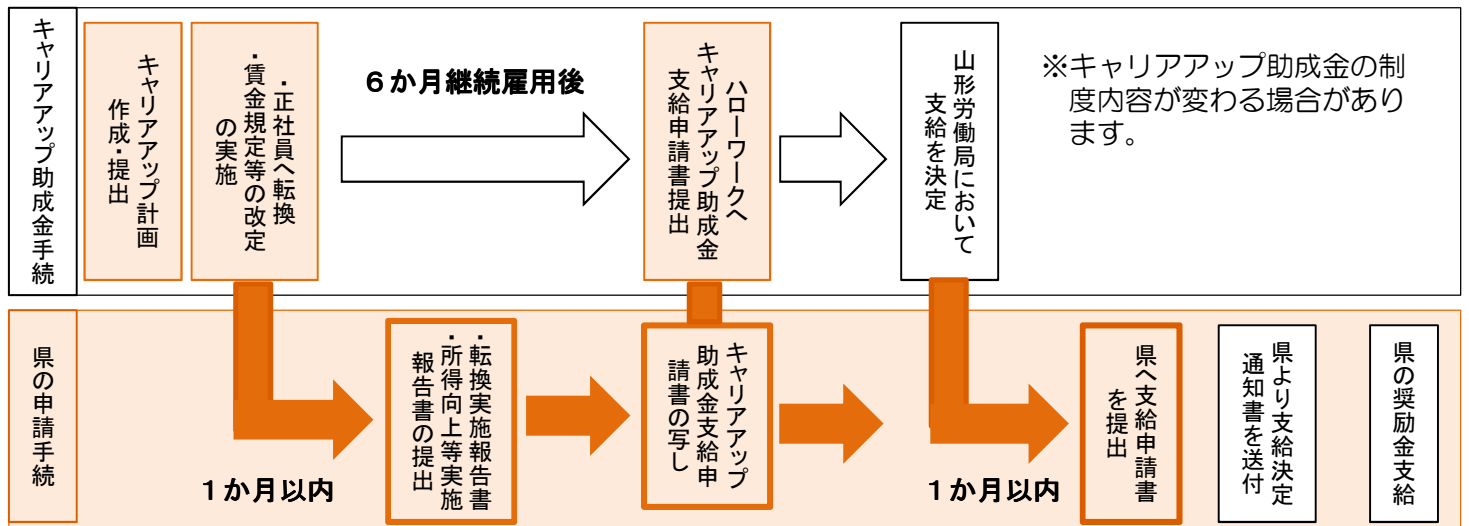 キャリアアップ助成金手続
キャリアアップ計画
作成・提出
・正社員へ転換
・賃金規定等の改定
の実施
６か月継続雇用後
ハローワークへ
キャリアアップ助成金
支給申請書提出
山形労働局において
支給を決定
※キャリアアップ助成金の制
度内容が変わる場合があり
ます。
県の申請手続
１か月以内
・転換実施報告書
・所得向上等実施
報告書の提出
キャリアアップ
助成金支給申
請書の写し
１か月以内
県へ支給申請書
を提出
県より支給決定
通知書を送付
県の奨励金支給